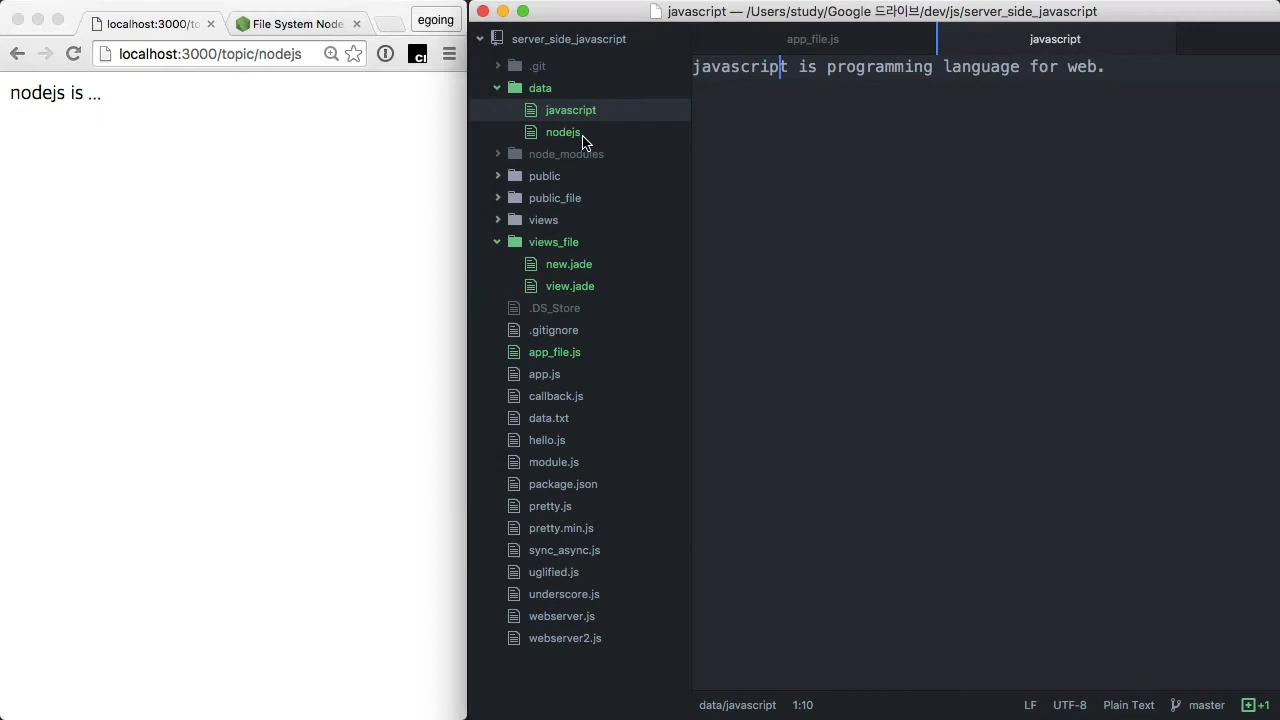 localhost:3000/to
File System Node
egoing
localhost:3000/topic/nodejs
nodejs is ...
javascript — /Users/study/Google 드라이브/dev/js/server_side_javascript
server_side_javascript
.git
data
javascript
nodejs
node_modules
public
public_file
views
views_file
new.jade
view.jade
.DS_Store
.gitignore
app_file.js
app.js
callback.js
data.txt
hello.js
module.js
package.json
pretty.js
pretty.min.js
sync_async.js
uglified.js
underscore.js
webserver.js
webserver2.js
app_file.js
javascript
javascript is programming language for web.
data/javascript 1:10
LF UTF-8 Plain Text master +1